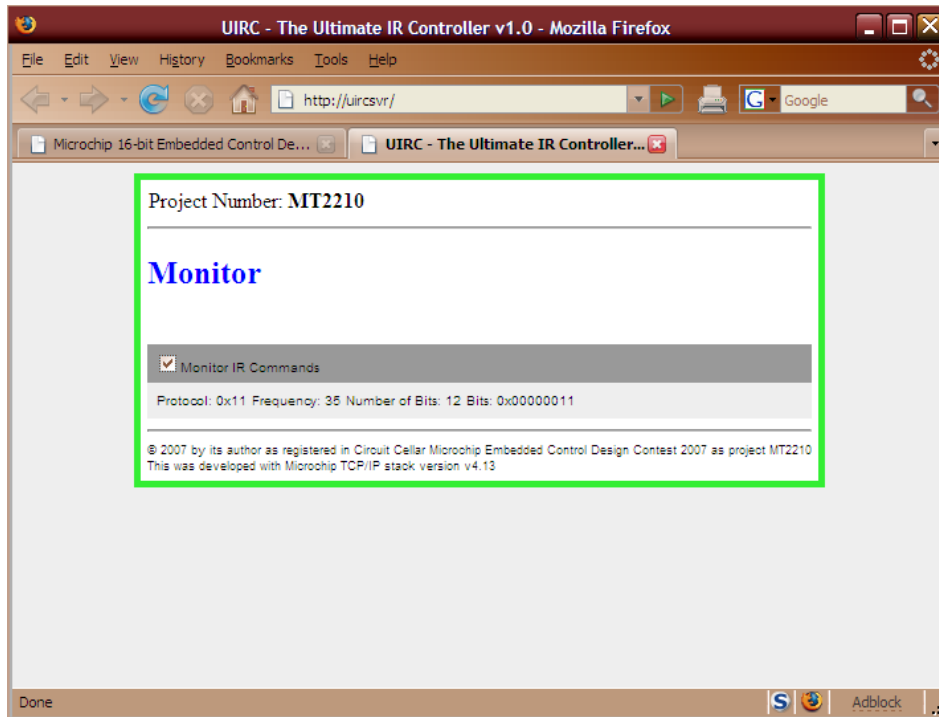 UIRC - The Ultimate IR Controller v1.0 - Mozilla Firefox
File Edit View History Bookmarks Tools Help
http://uircsvr/ G Google
Microchip 16-bit Embedded Control De... UIRC - The Ultimate IR Controller...
Project Number: MT2210
Monitor
Monitor IR Commands
Protocol: 0x11 Frequency: 35 Number of Bits: 12 Bits: 0x00000011
© 2007 by its author as registered in Circuit Cellar Microchip Embedded Control Design Contest 2007 as project MT2210
This was developed with Microchip TCP/IP stack version v4.13
Done S Adblock